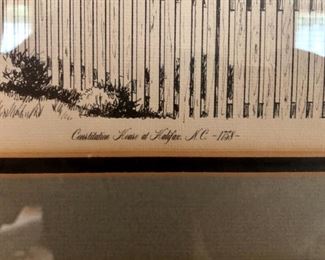 Constitution House at Halifax, N.C. ~1758~